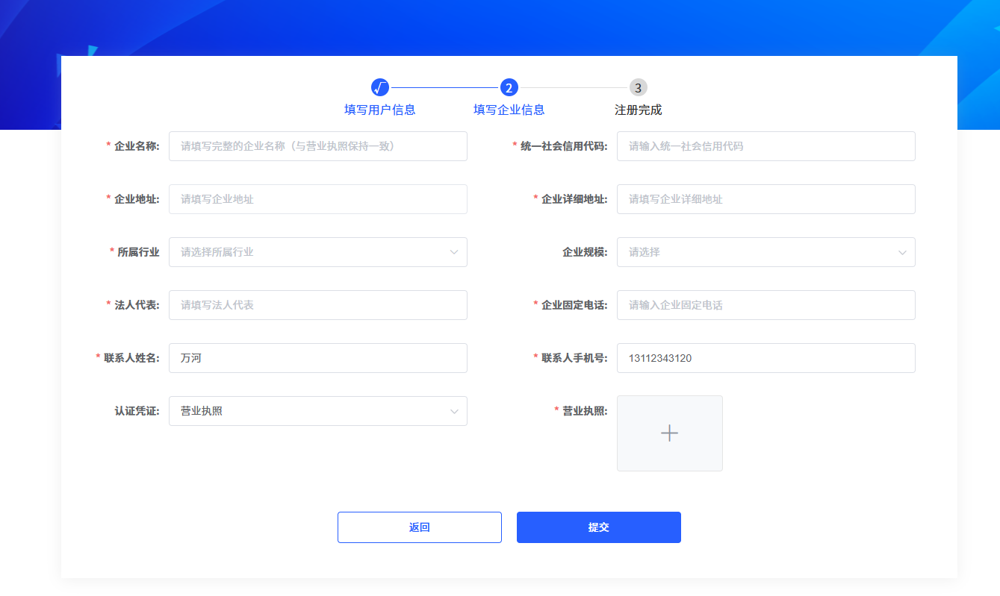 √ 2 3
填写用户信息 填写企业信息 注册完成
* 企业名称: 请填写完整的企业名称（与营业执照保持一致） * 统一社会信用代码: 请输入统一社会信用代码
* 企业地址: 请填写企业地址 * 企业详细地址: 请填写企业详细地址
* 所属行业 请选择所属行业 企业规模: 请选择
* 法人代表: 请填写法人代表 * 企业固定电话: 请输入企业固定电话
* 联系人姓名: 万河 * 联系人手机号: 13112343120
认证凭证: 营业执照 * 营业执照:
返回 提交